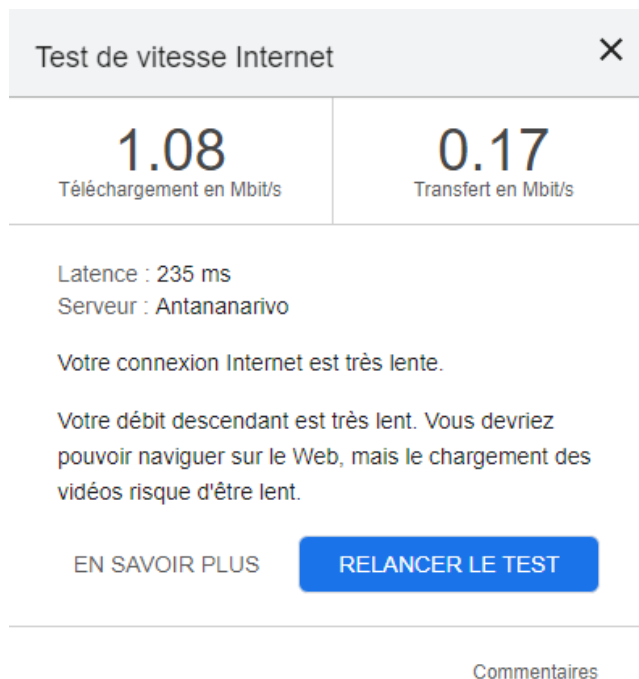 Test de vitesse Internet
1.08
Téléchargement en Mbit/s
0.17
Transfert en Mbit/s
Latence : 235 ms
Serveur : Antananarivo
Votre connexion Internet est très lente.
Votre débit descendant est très lent. Vous devriez
pouvoir naviguer sur le Web, mais le chargement des
vidéos risque d'être lent.
EN SAVOIR PLUS
RELANCER LE TEST
Commentaires